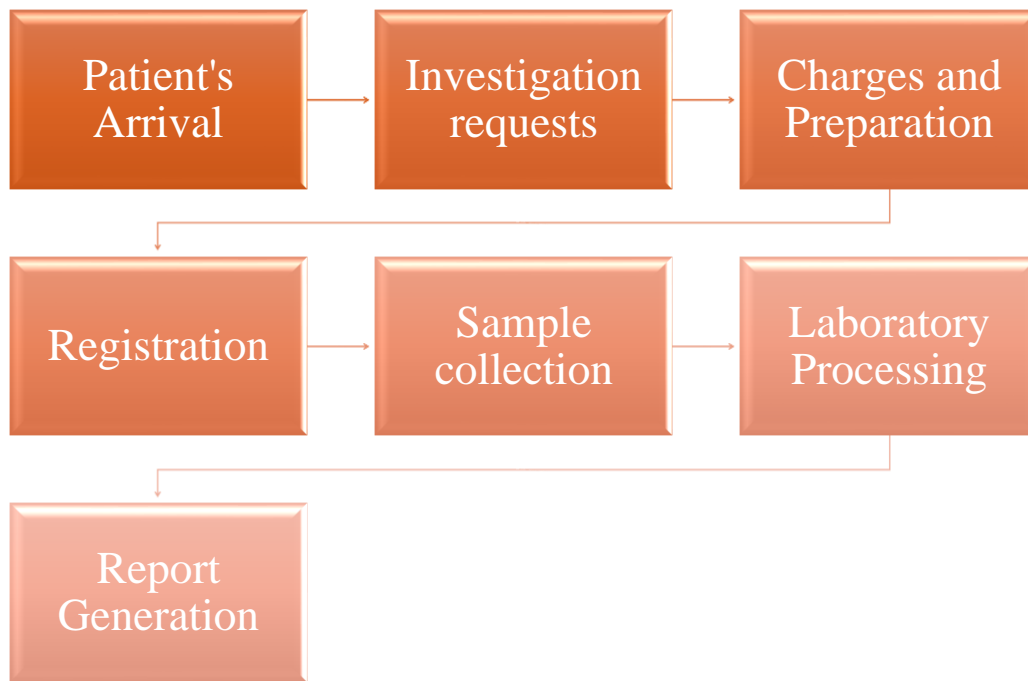 Patient's
Arrival
Investigation
requests
Charges and
Preparation
Registration
Sample
collection
Laboratory
Processing
Report
Generation